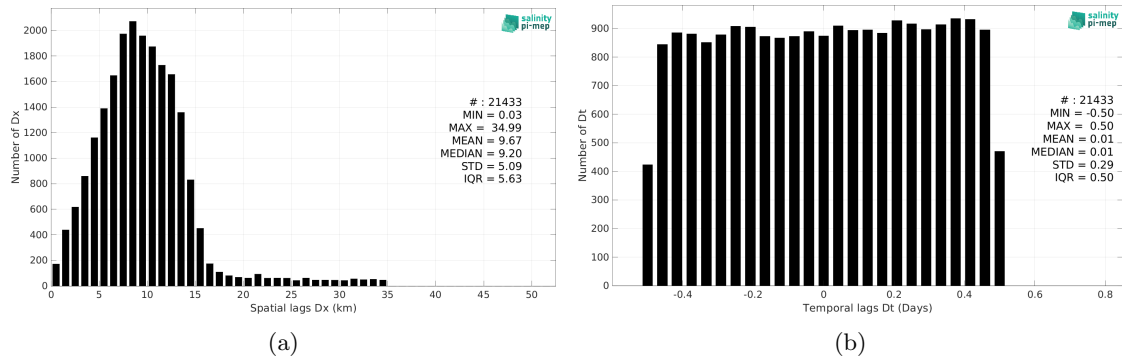 salinity
pi-mep
2000
1800
1600
1400
1200
1000
800
600
400
200
0
Number of Dx
# : 21433
MIN = 0.03
MAX = 34.99
MEAN = 9.67
MEDIAN = 9.20
STD = 5.09
IQR = 5.63
0 5 10 15 20 25 30 35 40 45 50
Spatial lags Dx (km)
(a)
salinity
pi-mep
900
800
700
600
500
400
300
200
100
0
Number of Dt
# : 21433
MIN = -0.50
MAX = 0.50
MEAN = 0.01
MEDIAN = 0.01
STD = 0.29
IQR = 0.50
-0.4 -0.2 0 0.2 0.4 0.6 0.8
Temporal lags Dt (Days)
(b)